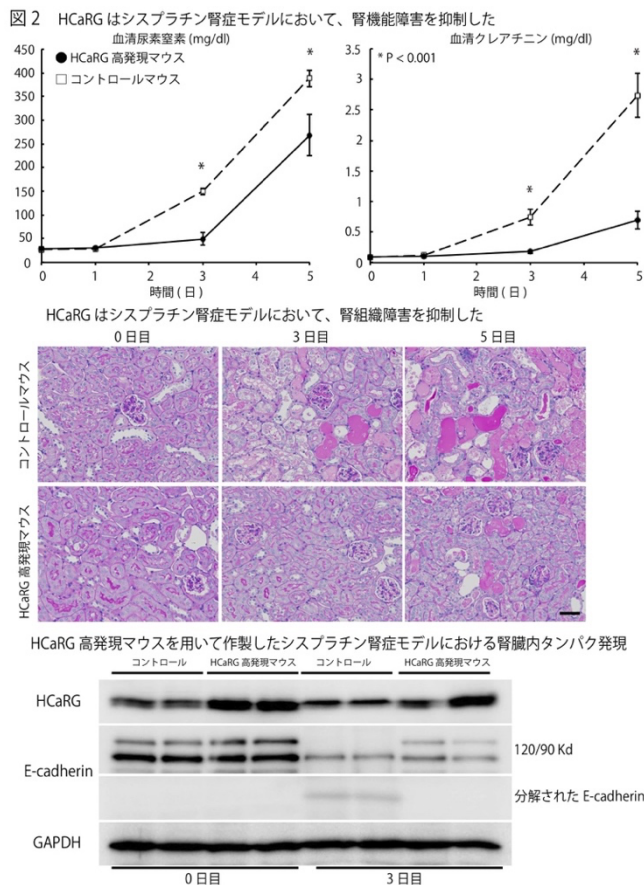 図2 HCaRG はシスプラチン腎症モデルにおいて、腎機能障害を抑制した
血清尿素窒素 (mg/dl)
血清クレアチニン (mg/dl)
HCaRG 高発現マウス
コントロールマウス
* P < 0.001
450
400
350
300
250
200
150
100
50
0
*
*
0 1 3 5
時間 ( 日 )
3.5
3
2.5
2
1.5
1
0.5
0
*
*
0 1 3 5
時間 ( 日 )
HCaRG はシスプラチン腎症モデルにおいて、腎組織障害を抑制した
0 日目 3 日目 5 日目
コントロールマウス
HCaRG 高発現マウス
HCaRG 高発現マウスを用いて作製したシスプラチン腎症モデルにおける腎臓内タンパク発現
コントロール HCaRG 高発現マウス コントロール HCaRG 高発現マウス
HCaRG
E-cadherin
120/90 Kd
分解された E-cadherin
GAPDH
0 日目 3 日目